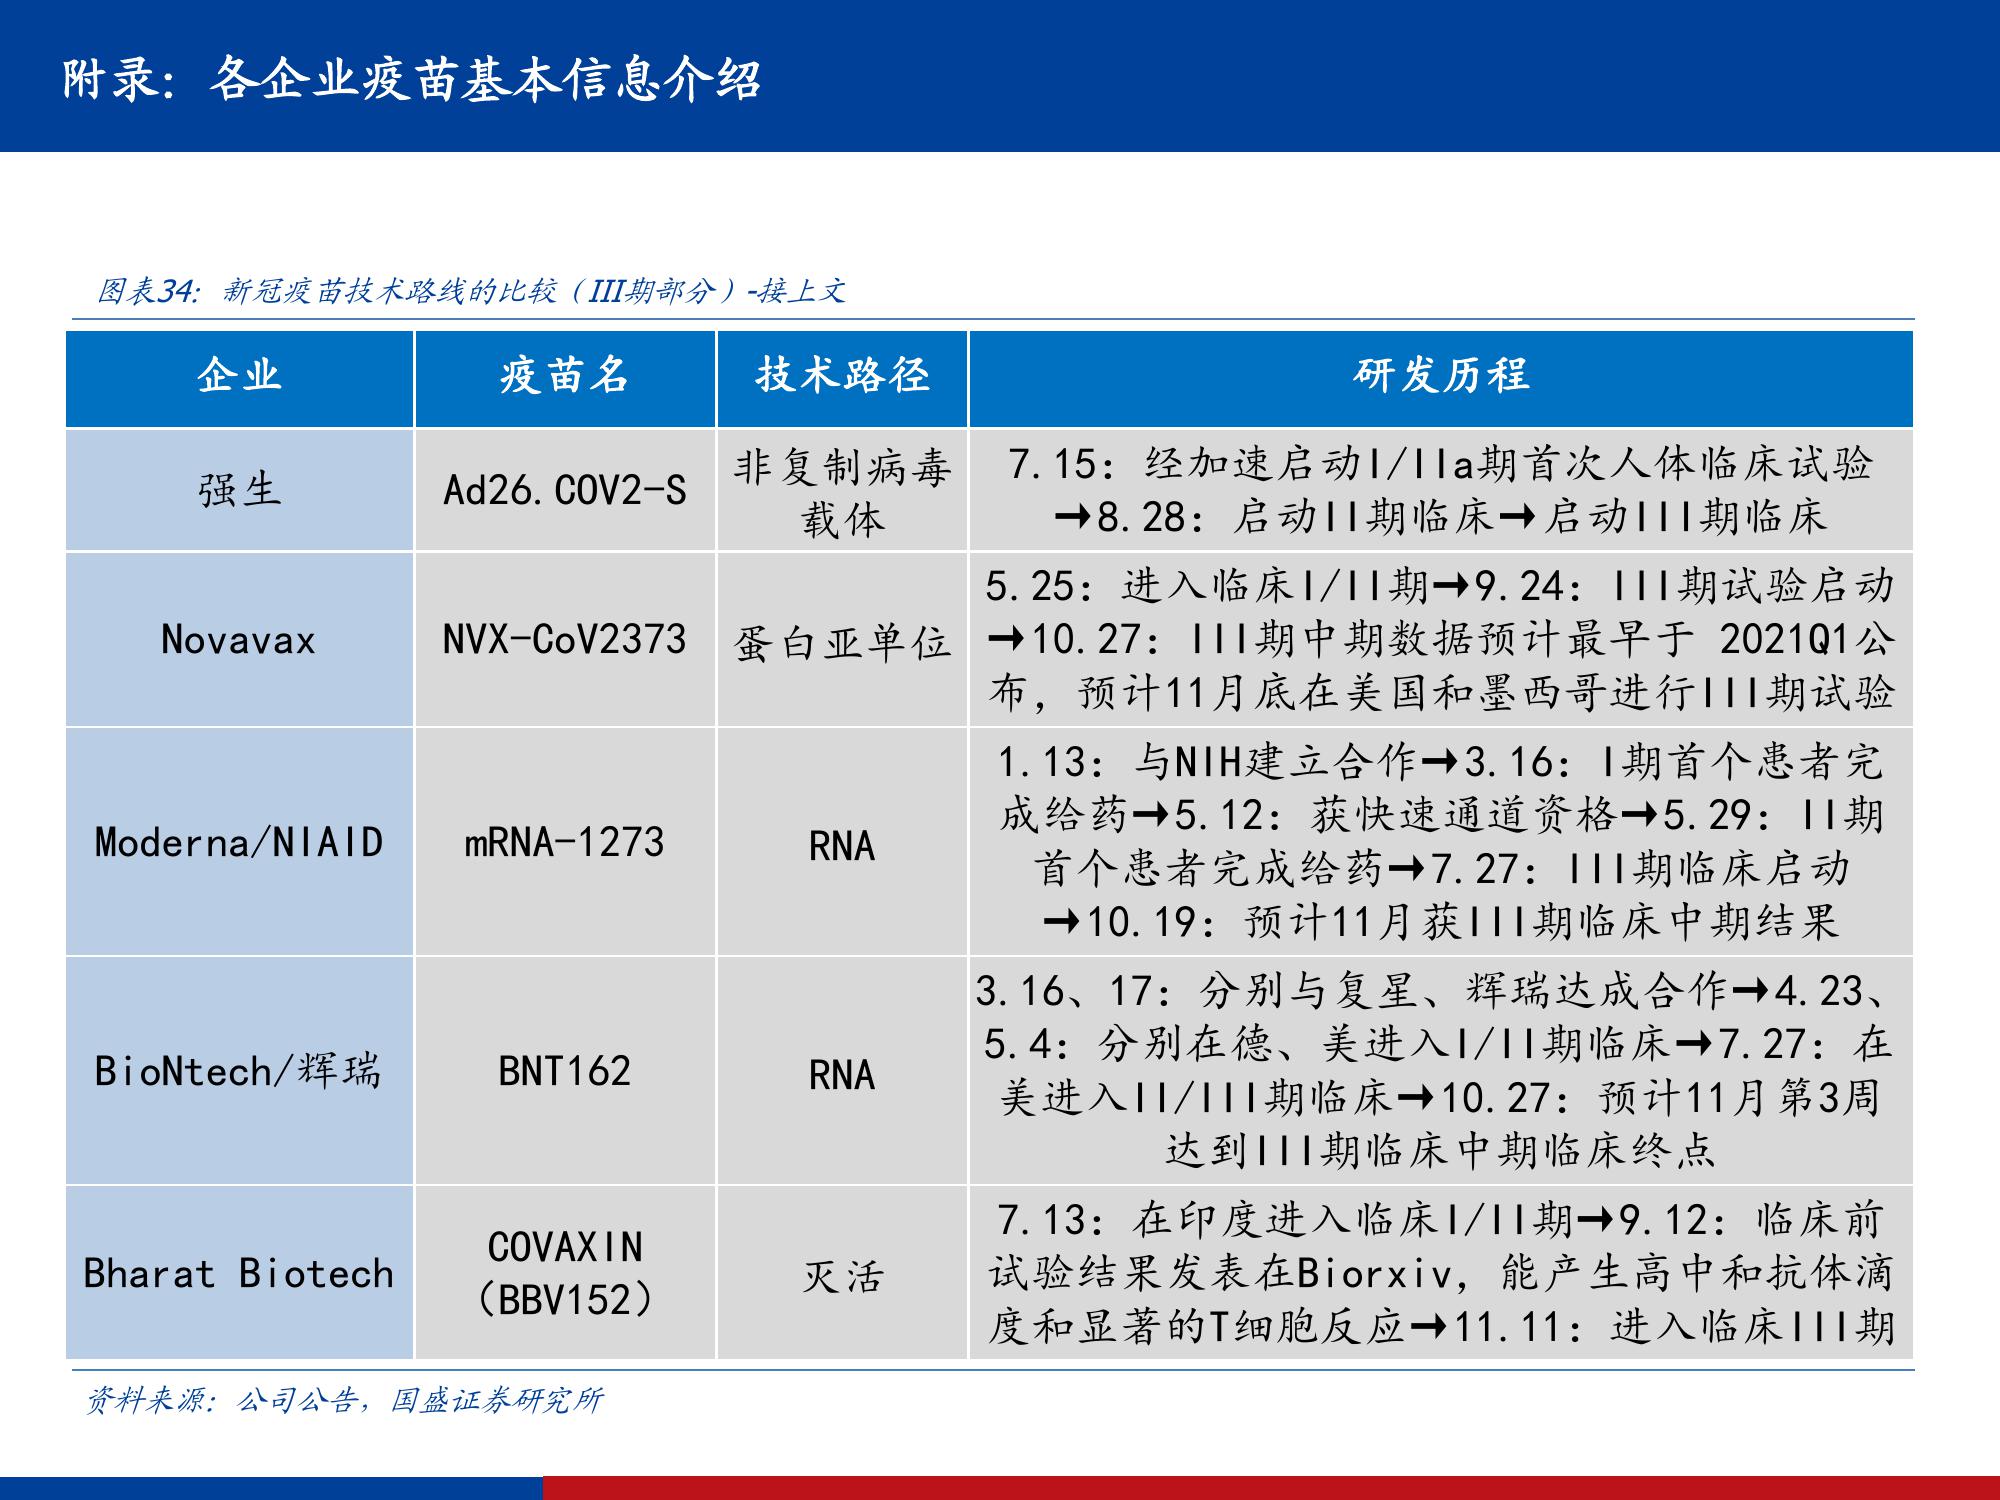 附录：各企业疫苗基本信息介绍
图表34：新冠疫苗技术路线的比较（III期部分）-接上文
企业 疫苗名 技术路径 研发历程
强生
Ad26.COV2-S
非复制病毒
载体
7.15：经加速启动I/IIa期首次人体临床试验
→8.28：启动II期临床→启动III期临床
Novavax
NVX-CoV2373
蛋白亚单位
5.25：进入临床I/II期→9.24：III期试验启动
→10.27：III期中期数据预计最早于 2021Q1公
布，预计11月底在美国和墨西哥进行III期试验
Moderna/NIAID
mRNA-1273
RNA
1.13：与NIH建立合作→3.16：I期首个患者完
成给药→5.12：获快速通道资格→5.29：II期
首个患者完成给药→7.27：III期临床启动
→10.19：预计11月获III期临床中期结果
BioNtech/辉瑞
BNT162
RNA
3.16、17：分别与复星、辉瑞达成合作→4.23、
5.4：分别在德、美进入I/II期临床→7.27：在
美进入II/III期临床→10.27：预计11月第3周
达到III期临床中期临床终点
Bharat Biotech
COVAXIN
（BBV152）
灭活
7.13：在印度进入临床I/II期→9.12：临床前
试验结果发表在Biorxiv，能产生高中和抗体滴
度和显著的T细胞反应→11.11：进入临床III期
资料来源：公司公告，国盛证券研究所